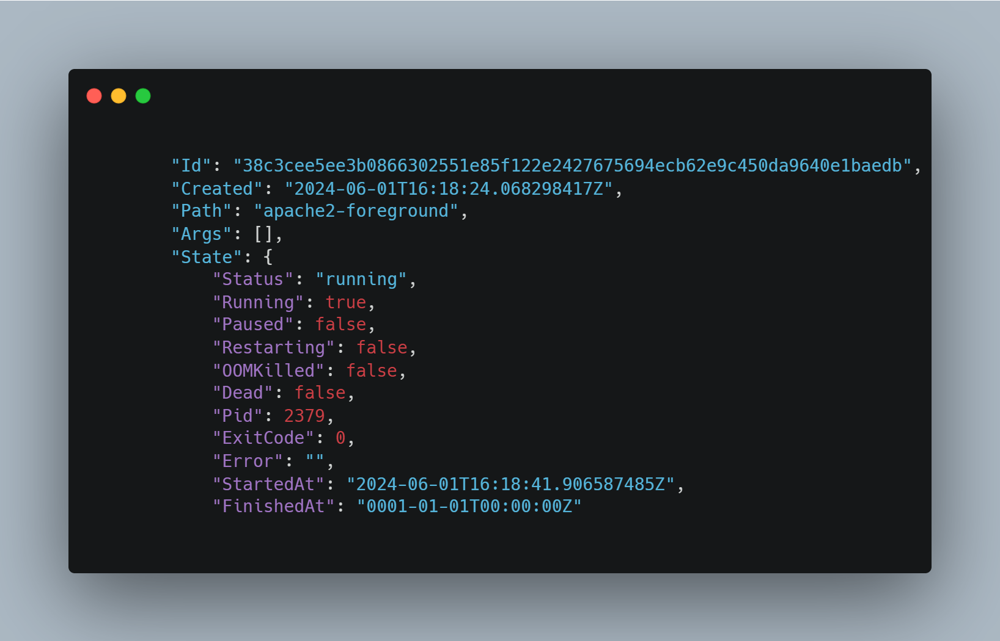 "Id": "38c3cee5ee3b0866302551e85f122e2427675694ecb62e9c450da9640e1baedb",
"Created": "2024-06-01T16:18:24.068298417Z",
"Path": "apache2-foreground",
"Args": [],
"State": {
"Status": "running",
"Running": true,
"Paused": false,
"Restarting": false,
"OOMKilled": false,
"Dead": false,
"Pid": 2379,
"ExitCode": 0,
"Error": "",
"StartedAt": "2024-06-01T16:18:41.906587485Z",
"FinishedAt": "0001-01-01T00:00:00Z"